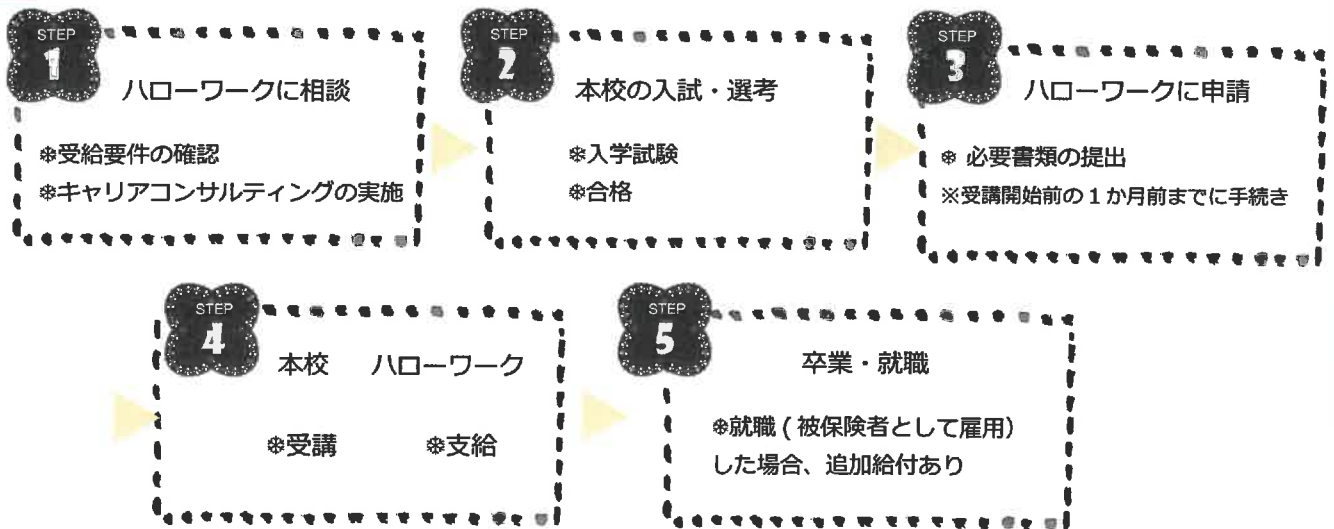 STEP
1
ハローワークに相談
❄受給要件の確認
❄キャリアコンサルティングの実施
STEP
2
本校の入試・選考
❄入学試験
❄合格
STEP
3
ハローワークに申請
❄ 必要書類の提出
※受講開始前の1か月前までに手続き
STEP
4
本校 ハローワーク
❄受講 ❄支給
STEP
5
卒業・就職
❄就職(被保険者として雇用)
した場合、追加給付あり